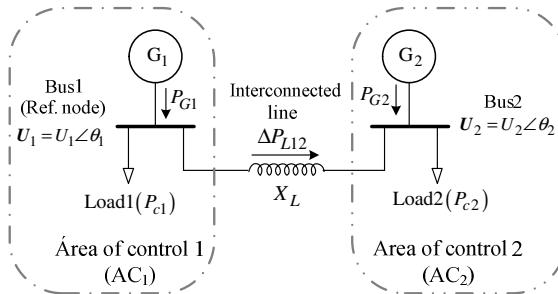 G1
G2
Bus1
(Ref. node)
U1 = U1∠θ1
PG1
Interconnected
line
ΔPL12
XL
PG2
Bus2
U2 = U2∠θ2
Load1(Pc1)
Load2(Pc2)
Área of control 1
(AC1)
Área of control 2
(AC2)